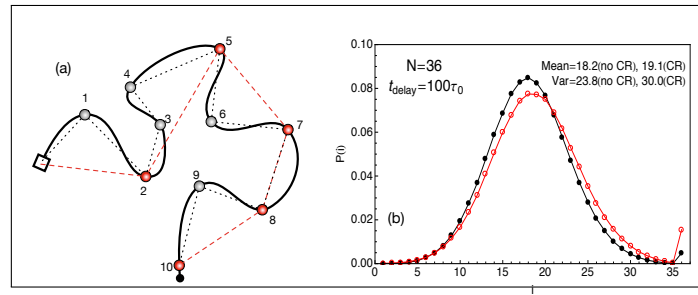 (a)
1
2
3
4
5
6
7
8
9
10
N=36
t_delay=100τ₀
Mean=18.2(no CR), 19.1(CR)
Var=23.8(no CR), 30.0(CR)
P(i)
0.10
0.08
0.06
0.04
0.02
0.00
(b)
0 5 10 15 20 25 30 35